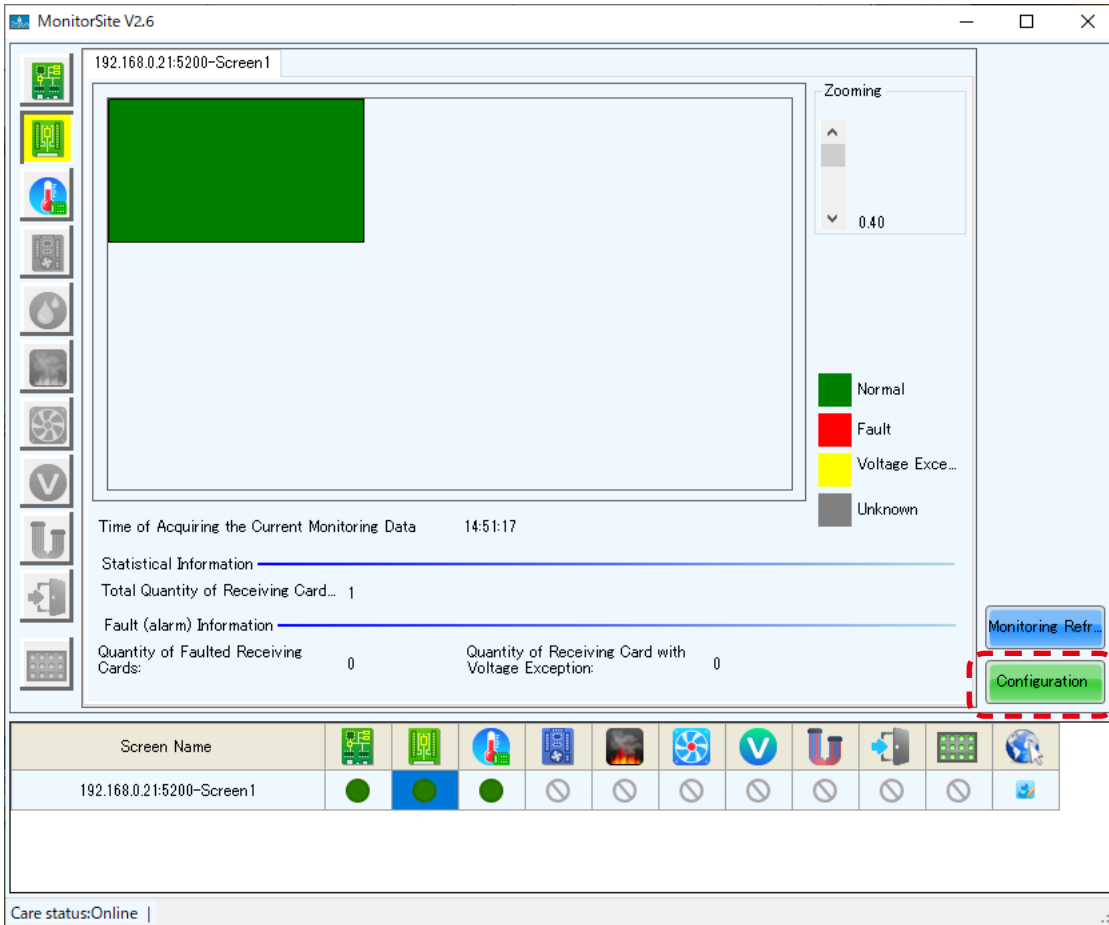 MonitorSite V2.6
192.168.0.21:5200-Screen1
Zooming
0.40
Normal
Fault
Voltage Exce...
Unknown
Time of Acquiring the Current Monitoring Data 14:51:17
Statistical Information
Total Quantity of Receiving Card... 1
Fault (alarm) Information
Quantity of Faulted Receiving
Cards: 0
Quantity of Receiving Card with
Voltage Exception: 0
Monitoring Refr...
Configuration
Screen Name
192.168.0.21:5200-Screen1
Care status:Online |